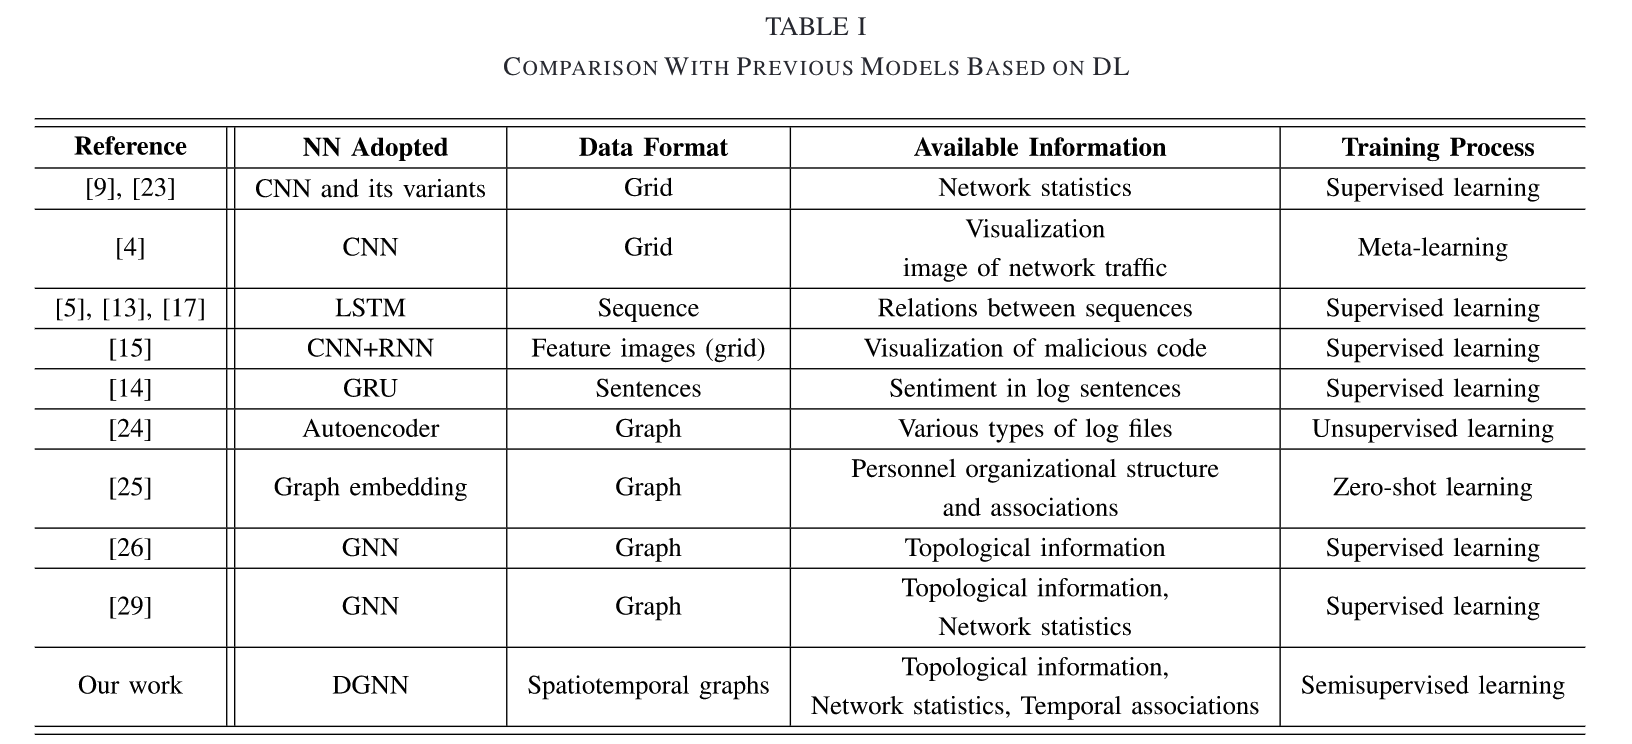 TABLE I
COMPARISON WITH PREVIOUS MODELS BASED ON DL
Reference NN Adopted Data Format Available Information Training Process
[9], [23] CNN and its variants Grid Network statistics Supervised learning
[4] CNN Grid Visualization image of network traffic Meta-learning
[5], [13], [17] LSTM Sequence Relations between sequences Supervised learning
[15] CNN+RNN Feature images (grid) Visualization of malicious code Supervised learning
[14] GRU Sentences Sentiment in log sentences Supervised learning
[24] Autoencoder Graph Various types of log files Unsupervised learning
[25] Graph embedding Graph Personnel organizational structure and associations Zero-shot learning
[26] GNN Graph Topological information Supervised learning
[29] GNN Graph Topological information, Network statistics Supervised learning
Our work DGNN Spatiotemporal graphs Topological information, Network statistics, Temporal associations Semisupervised learning